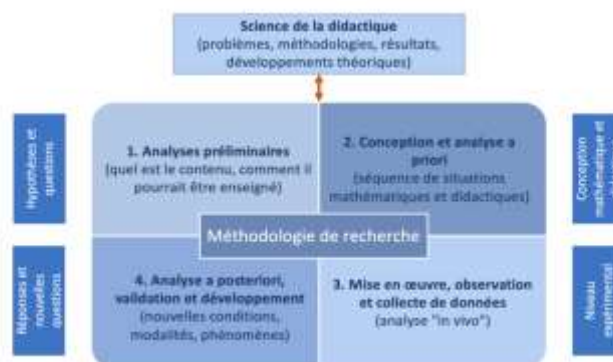 Science de la didactique
(problèmes, méthodologies, résultats,
développements théoriques)
Hypothèses et
questions
1. Analyses préliminaires
(quel est le contenu, comment il
pourrait être enseigné)
2. Conception et analyse a
priori
(séquence de situations
mathématiques et didactiques)
Conception
mathématique et
Méthodologie de recherche
Réponses et
nouvelles
questions
4. Analyse a posteriori,
validation et développement
(nouvelles conditions,
modalités, phénomènes)
3. Mise en œuvre, observation
et collecte de données
(analyse "in vivo")
Niveau
expérimental